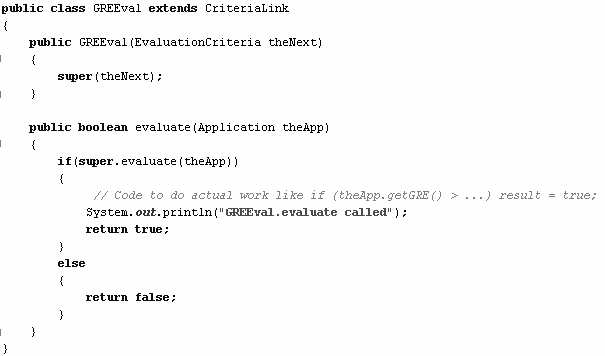 public class GREEval extends CriteriaLink
{
public GREEval(EvaluationCriteria theNext)
{
super(theNext);
}
public boolean evaluate(Application theApp)
{
if(super.evaluate(theApp))
{
// Code to do actual work like if (theApp.getGRE() > ...) result = true;
System.out.println("GREEval.evaluate called");
return true;
}
else
{
return false;
}
}
}